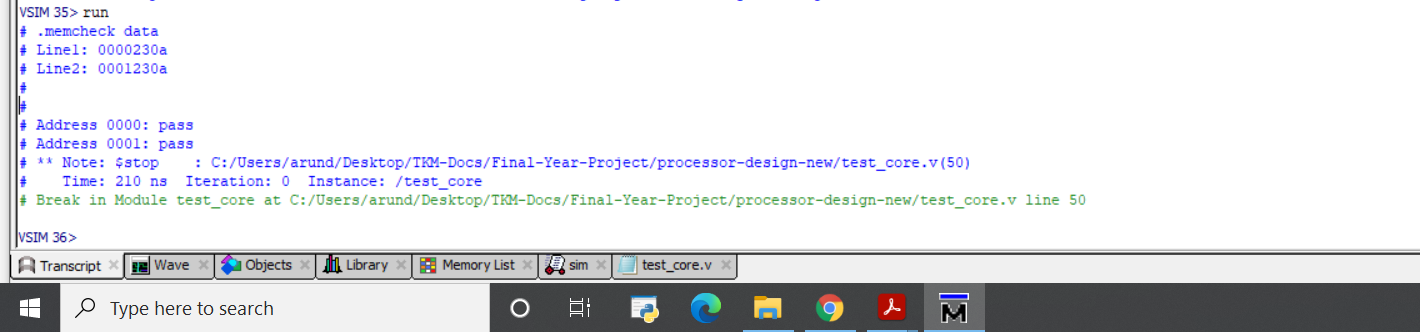 VSIM 35> run
# .memcheck data
# Line1: 0000230a
# Line2: 0001230a
#
#
# Address 0000: pass
# Address 0001: pass
# ** Note: $stop    : C:/Users/arund/Desktop/TKM-Docs/Final-Year-Project/processor-design-new/test_core.v(50)
#    Time: 210 ns  Iteration: 0  Instance: /test_core
# Break in Module test_core at C:/Users/arund/Desktop/TKM-Docs/Final-Year-Project/processor-design-new/test_core.v line 50
VSIM 36>
Transcript Wave Objects Library Memory List sim test_core.v
Type here to search